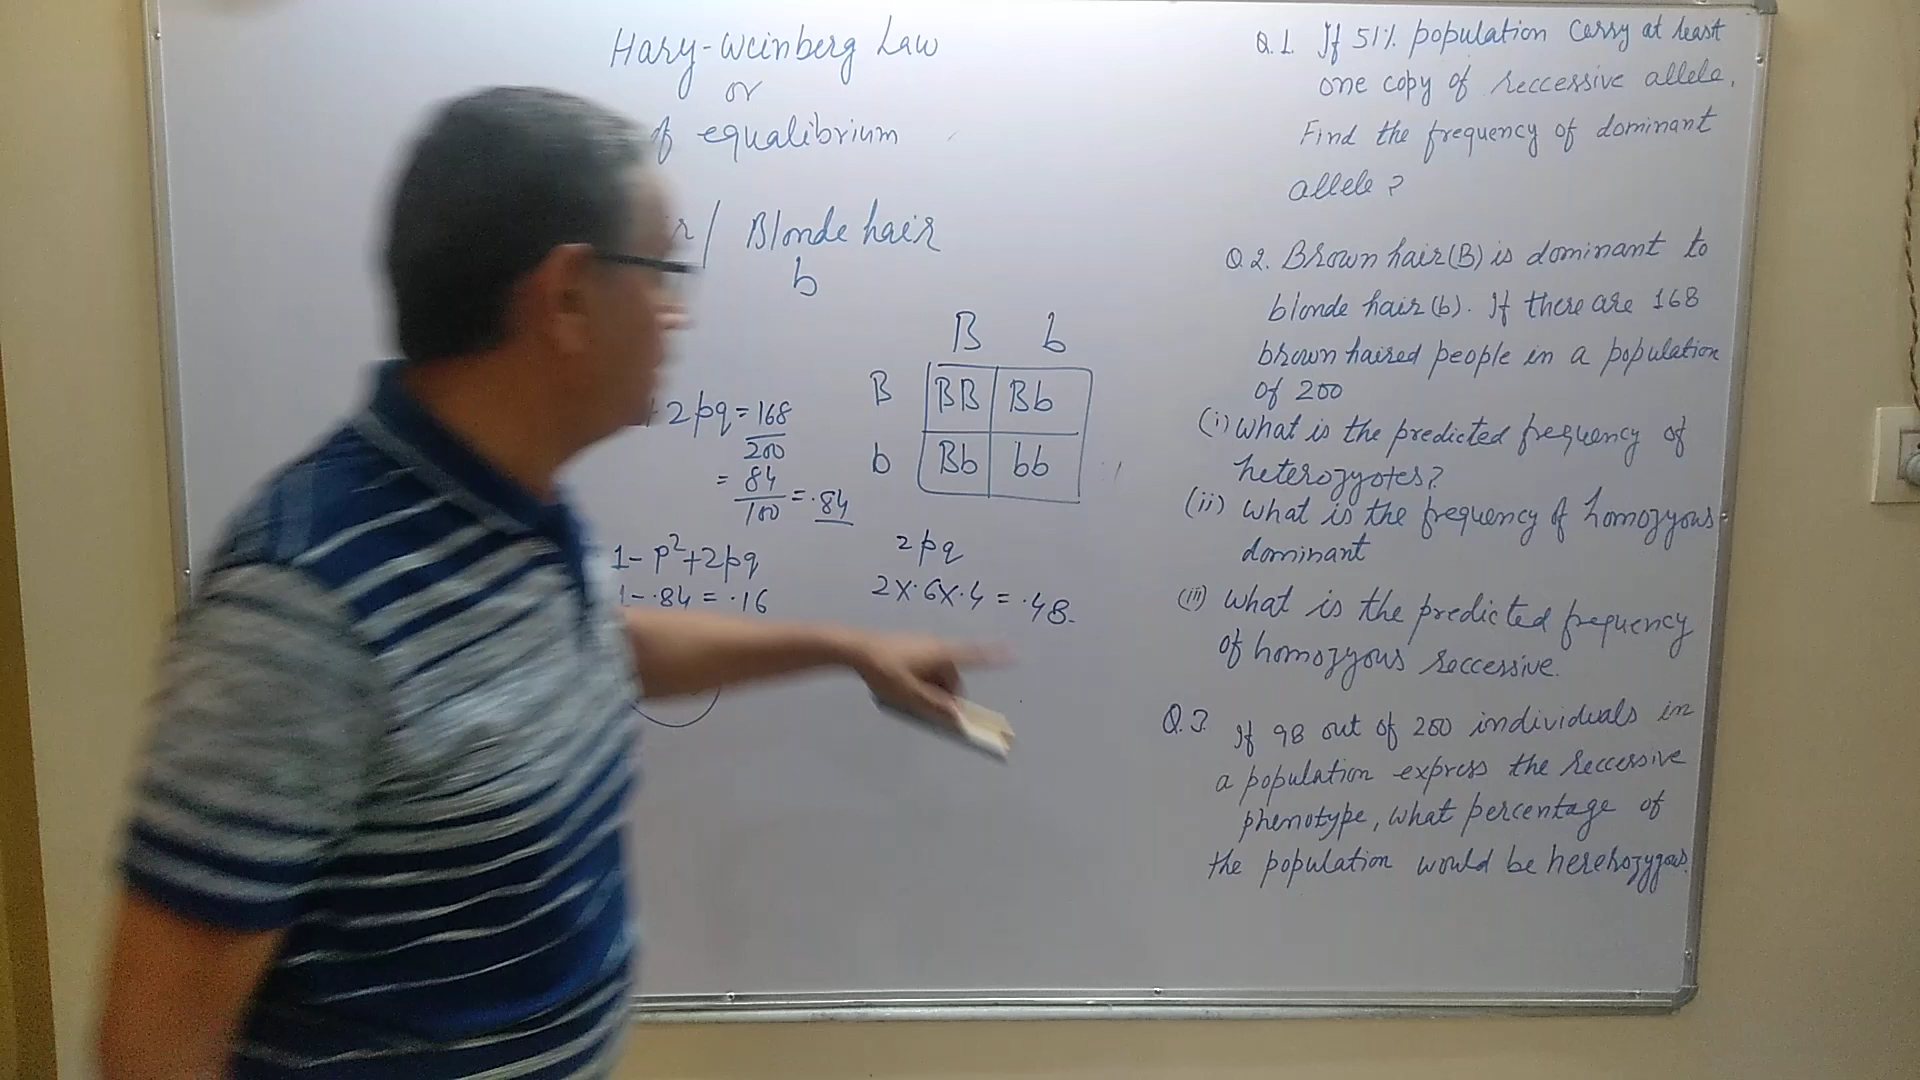 Hary-Weinberg Law
or
of equalibrium
/ Blonde hair
b
B b
B BB Bb
b Bb bb
+ 2pq = 168
200
= 84
100 = .84
1 - p²+2pq
1 - .84 = .16
2pq
2x.6x.4 = .48.
Q.1. If 51% population carry at least
one copy of reccessive allele.
Find the frequency of dominant
allele?
Q.2. Brown hair(B) is dominant to
blonde hair(b). If there are 168
brown haired people in a population
of 200
(i) What is the predicted frequency of
heterozyotes?
(ii) What is the frequency of homozyous
dominant
(iii) What is the predicted frequency
of homozyous reccessive.
Q.3. If 98 out of 200 individuals in
a population express the reccessive
phenotype, what percentage of
the population would be herehozygous.